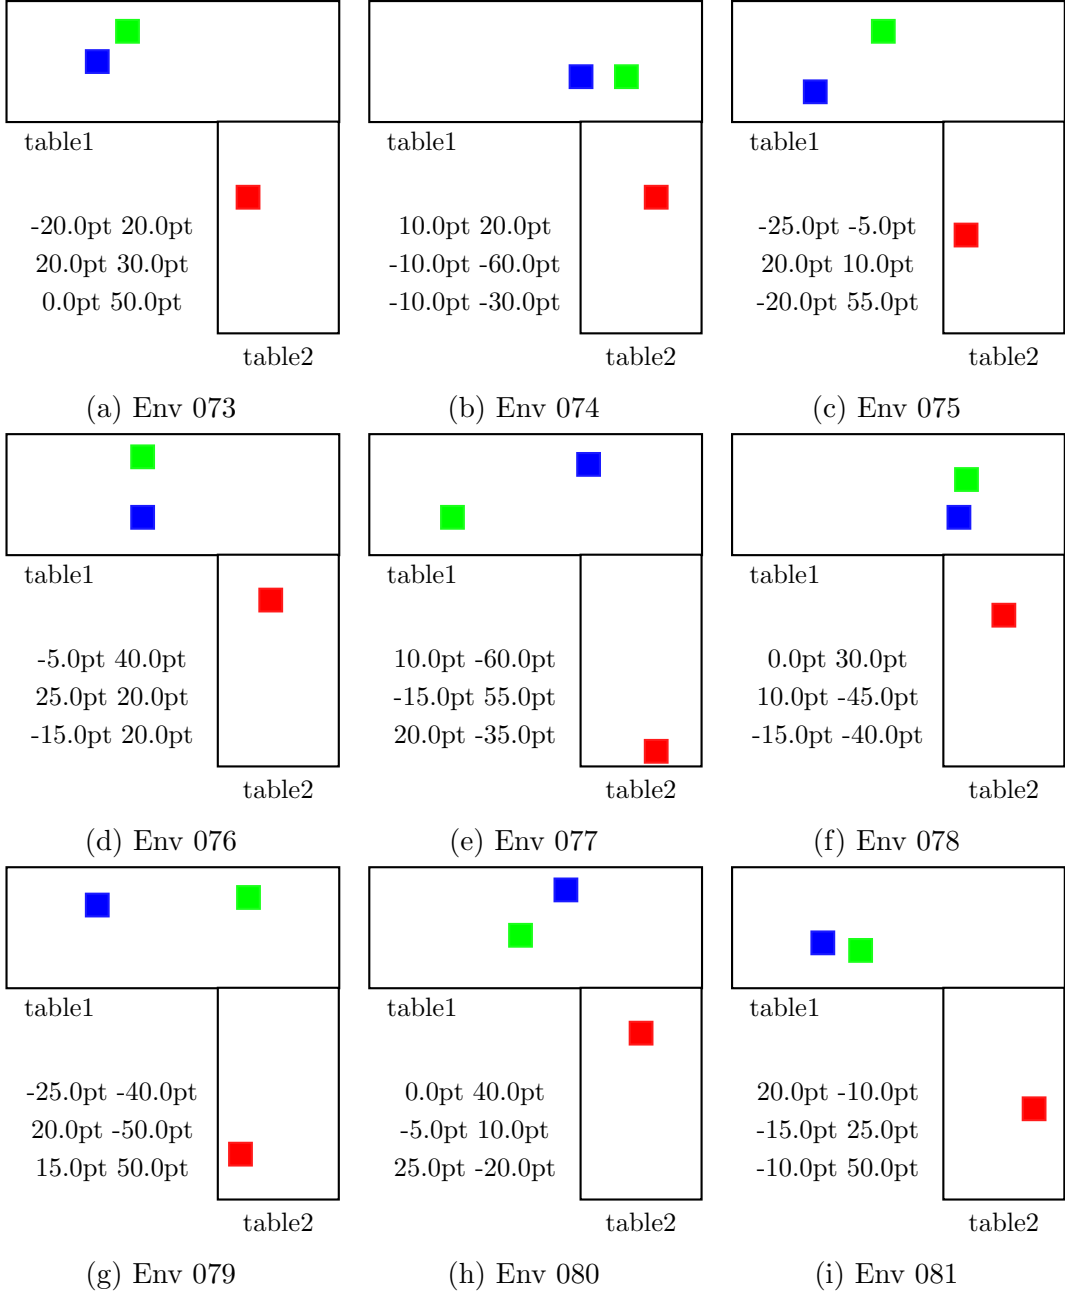 table1
-20.0pt 20.0pt
20.0pt 30.0pt
0.0pt 50.0pt
table2
(a) Env 073
table1
10.0pt 20.0pt
-10.0pt -60.0pt
-10.0pt -30.0pt
table2
(b) Env 074
table1
-25.0pt -5.0pt
20.0pt 10.0pt
-20.0pt 55.0pt
table2
(c) Env 075
table1
-5.0pt 40.0pt
25.0pt 20.0pt
-15.0pt 20.0pt
table2
(d) Env 076
table1
10.0pt -60.0pt
-15.0pt 55.0pt
20.0pt -35.0pt
table2
(e) Env 077
table1
0.0pt 30.0pt
10.0pt -45.0pt
-15.0pt -40.0pt
table2
(f) Env 078
table1
-25.0pt -40.0pt
20.0pt -50.0pt
15.0pt 50.0pt
table2
(g) Env 079
table1
0.0pt 40.0pt
-5.0pt 10.0pt
25.0pt -20.0pt
table2
(h) Env 080
table1
20.0pt -10.0pt
-15.0pt 25.0pt
-10.0pt 50.0pt
table2
(i) Env 081